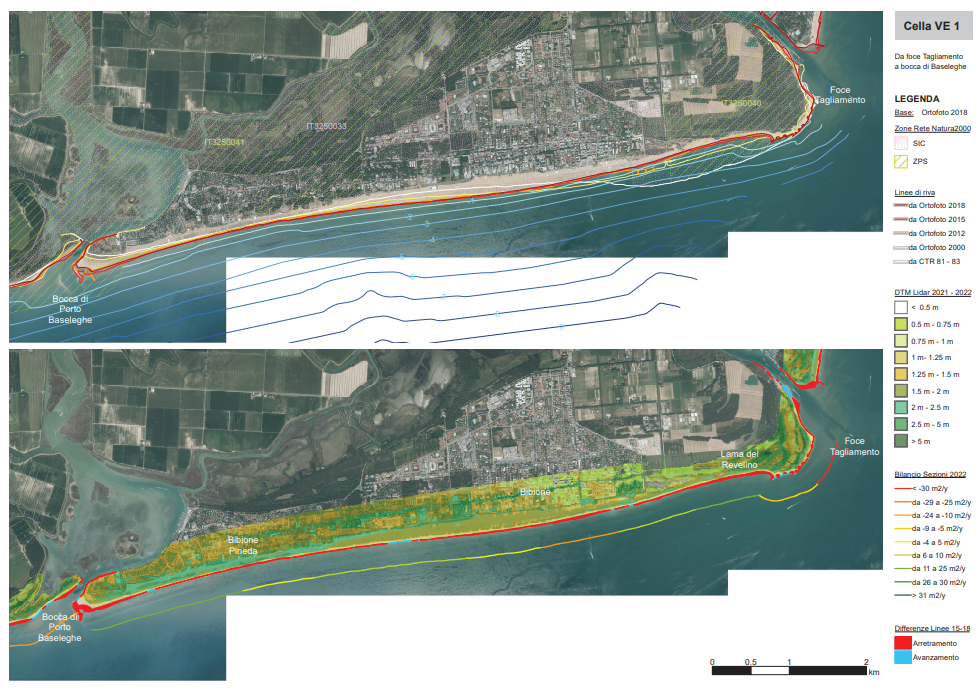 IT3250040
IT3250033
IT3250041
Foce
Tagliamento
-2
-3
-4
-7
Bocca di
Porto
Baseleghe
Foce
Tagliamento
Lama del
Revelino
Bibione
Bibione
Pineda
Bocca di
Porto
Baseleghe
0 0.5 1 2
km
Cella VE 1
Da foce Tagliamento
a bocca di Baseleghe
LEGENDA
Base: Ortofoto 2018
Zone Rete Natura2000
SIC
ZPS
Linee di riva
da Ortofoto 2018
da Ortofoto 2015
da Ortofoto 2012
da Ortofoto 2000
da CTR 81 - 83
DTM Lidar 2021 - 2022
< 0.5 m
0.5 m - 0.75 m
0.75 m - 1 m
1 m- 1.25 m
1.25 m - 1.5 m
1.5 m - 2 m
2 m - 2.5 m
2.5 m - 5 m
> 5 m
Bilancio Sezioni 2022
< -30 m2/y
da -29 a -25 m2/y
da -24 a -10 m2/y
da -9 a -5 m2/y
da -4 a 5 m2/y
da 6 a 10 m2/y
da 11 a 25 m2/y
da 26 a 30 m2/y
> 31 m2/y
Differenze Linee 15-18
Arretramento
Avanzamento